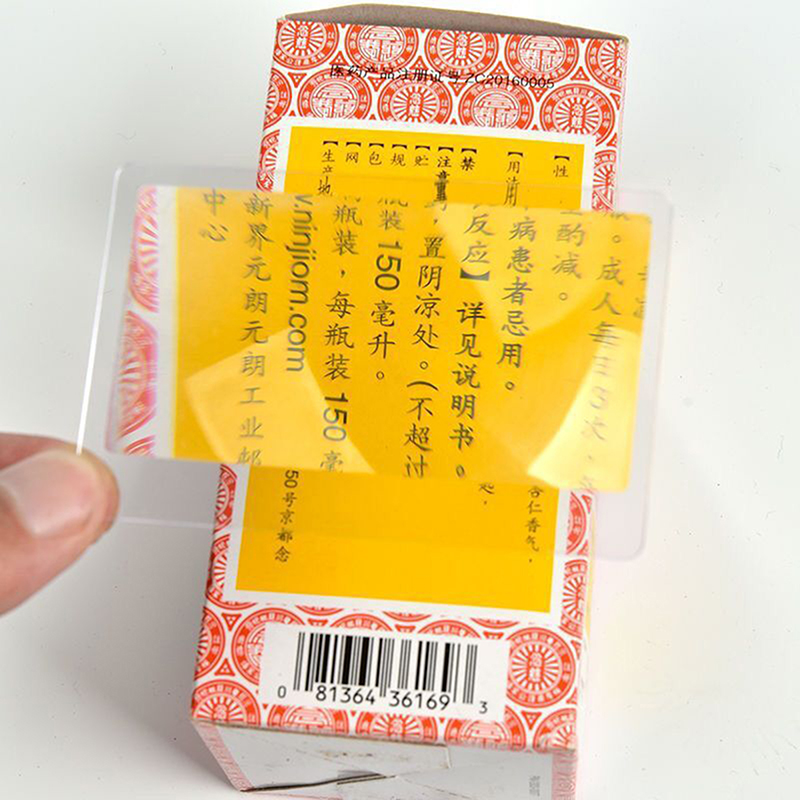 医药产品注册证号ZC20160005
【性
【用法
【禁
【注意
【贮
【规
【包
【网
【生产地
。成人每日3次,
酌减。
病患者忌用。
反应】详见说明书。
置阴凉处。(不超过
瓶装150毫升。
瓶装,每瓶装150毫
w.ninjiom.com
新界元朗元朗工业邨
中心
杏仁香气,
起,
50号京都念
0 81364 36169 3